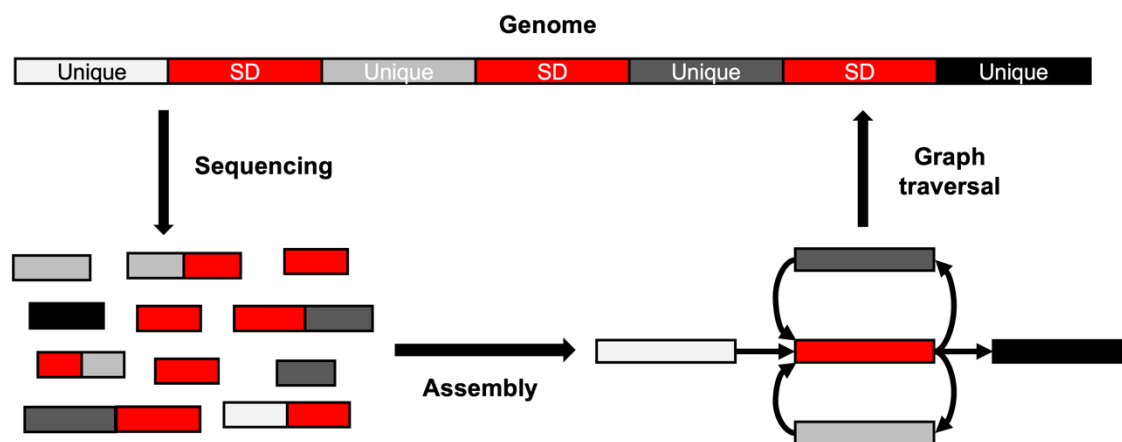 Genome
Unique SD Unique SD Unique SD Unique
Sequencing
Graph
traversal
Assembly